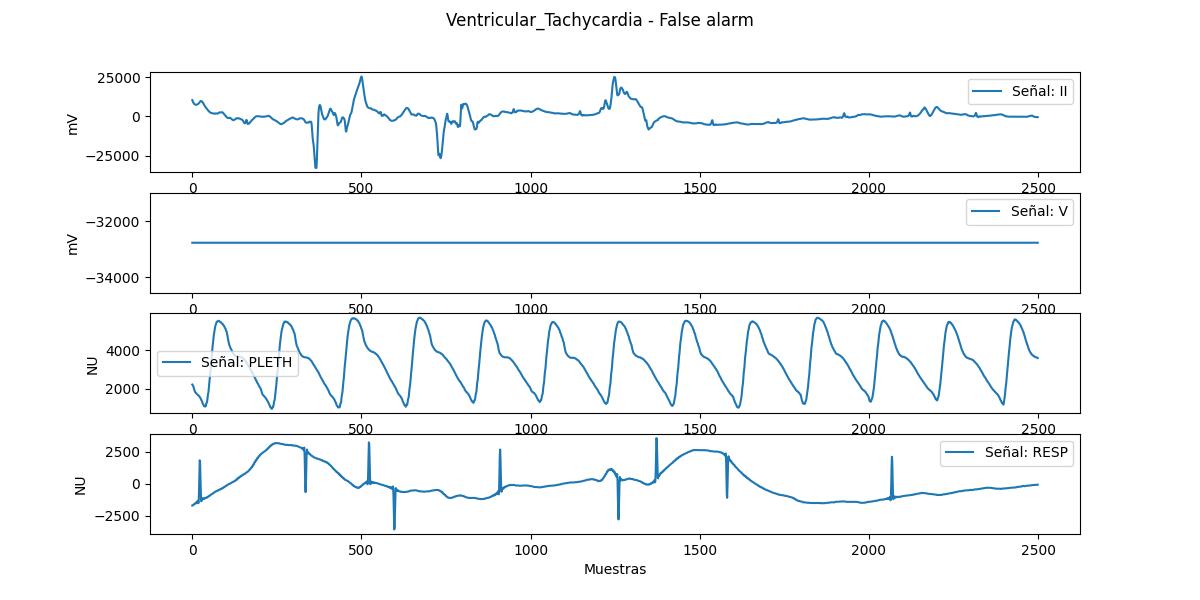 Ventricular_Tachycardia - False alarm
25000
0
−25000
mV
Señal: II
0 500 1000 1500 2000 2500
−32000
−34000
mV
Señal: V
0 500 1000 1500 2000 2500
4000
2000
NU
Señal: PLETH
0 500 1000 1500 2000 2500
2500
0
−2500
NU
Señal: RESP
0 500 1000 1500 2000 2500
Muestras